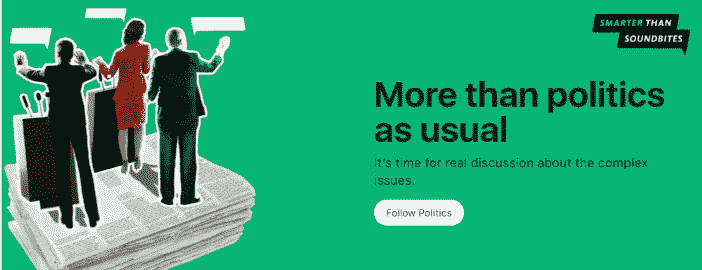 SMARTER THAN
SOUNDBITES
More than politics
as usual
It's time for real discussion about the complex
issues.
Follow Politics